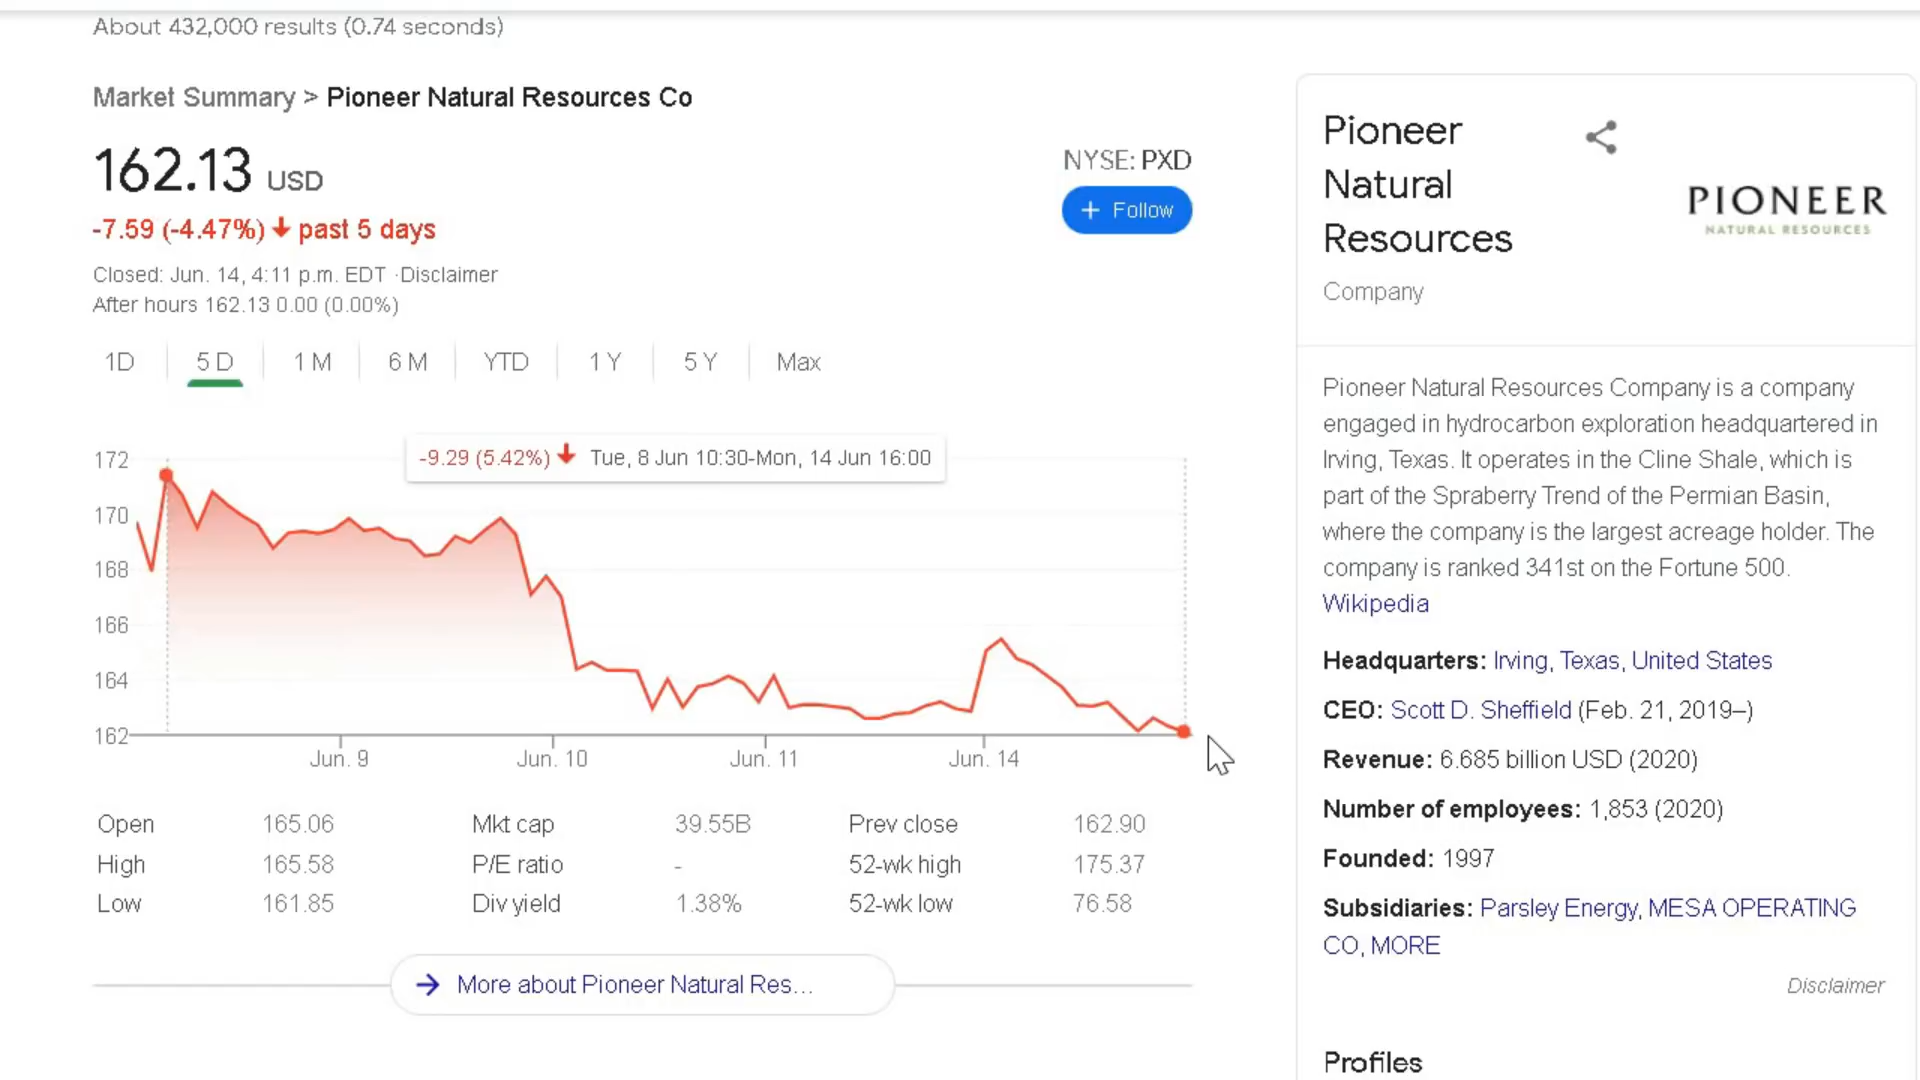 About 432,000 results (0.74 seconds)
Market Summary > Pioneer Natural Resources Co
162.13 USD
-7.59 (-4.47%) ↓ past 5 days
Closed: Jun. 14, 4:11 p.m. EDT ·Disclaimer
After hours 162.13 0.00 (0.00%)
NYSE: PXD
+ Follow
1D 5D 1M 6M YTD 1Y 5Y Max
-9.29 (5.42%) ↓ Tue, 8 Jun 10:30-Mon, 14 Jun 16:00
172
170
168
166
164
162
Jun. 9 Jun. 10 Jun. 11 Jun. 14
Open 165.06 Mkt cap 39.55B Prev close 162.90
High 165.58 P/E ratio - 52-wk high 175.37
Low 161.85 Div yield 1.38% 52-wk low 76.58
→ More about Pioneer Natural Res...
Pioneer
Natural
Resources
Company
PIONEER
NATURAL RESOURCES
Pioneer Natural Resources Company is a company
engaged in hydrocarbon exploration headquartered in
Irving, Texas. It operates in the Cline Shale, which is
part of the Spraberry Trend of the Permian Basin,
where the company is the largest acreage holder. The
company is ranked 341st on the Fortune 500.
Wikipedia
Headquarters: Irving, Texas, United States
CEO: Scott D. Sheffield (Feb. 21, 2019–)
Revenue: 6.685 billion USD (2020)
Number of employees: 1,853 (2020)
Founded: 1997
Subsidiaries: Parsley Energy, MESA OPERATING
CO, MORE
Disclaimer
Profiles